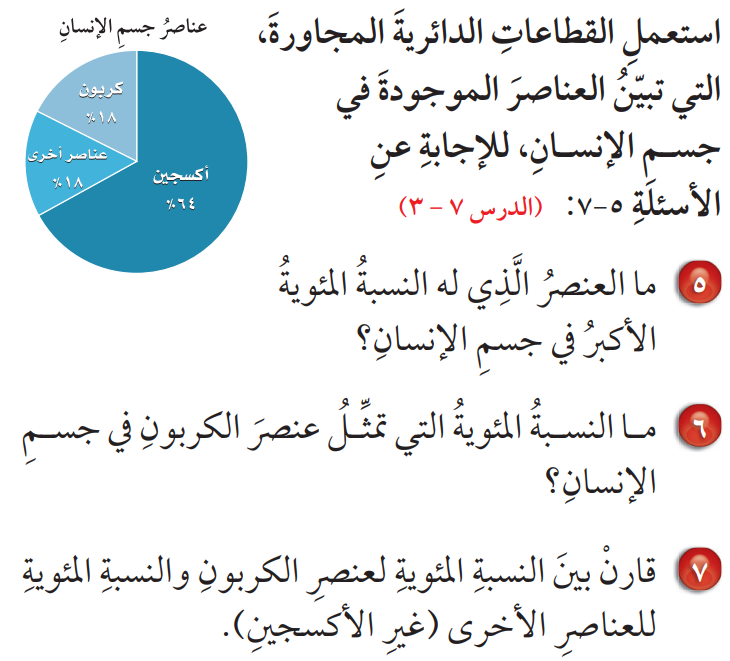 استعملِ القطاعاتِ الدائريةَ المجاورةَ،
التي تبيّنُ العناصرَ الموجودةَ في
جسمِ الإنسانِ، للإجابةِ عنِ
الأسئلةِ ٥-٧: (الدرس ٧ - ٣)
عناصرُ جسمِ الإنسانِ
كربون
١٨٪
عناصر أخرى
١٨٪
أكسجين
٦٤٪
٥ ما العنصرُ الَّذِي له النسبةُ المئويةُ
الأكبرُ في جسمِ الإنسانِ؟
٦ ما النسبةُ المئويةُ التي تمثِّلُ عنصرَ الكربونِ في جسمِ
الإنسانِ؟
٧ قارنْ بينَ النسبةِ المئويةِ لعنصرِ الكربونِ والنسبةِ المئويةِ
للعناصرِ الأخرى (غيرِ الأكسجينِ).